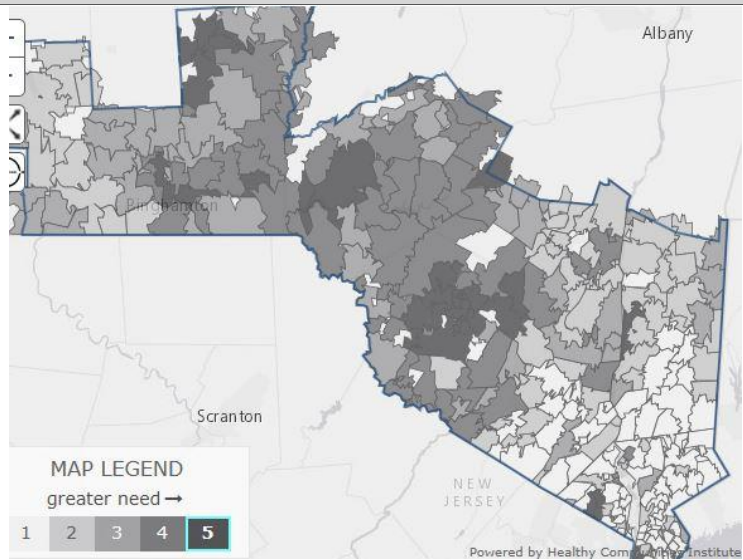 Albany
Binghamton
Scranton
MAP LEGEND
greater need →
1 2 3 4 5
NEW
JERSEY
Powered by Healthy Communities Institute